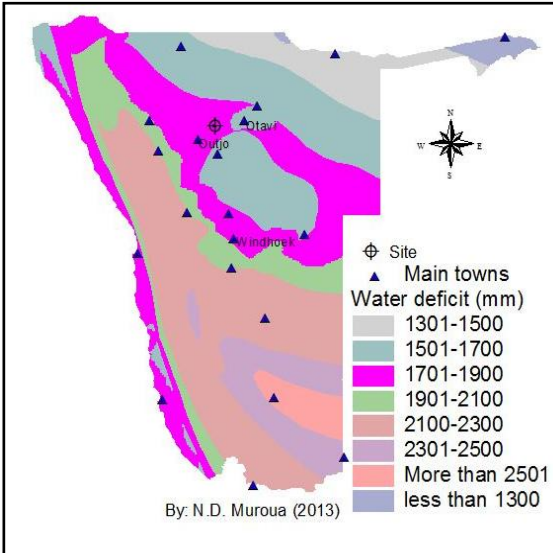 N
W E
S
Otavi
Outjo
Windhoek
Site
Main towns
Water deficit (mm)
1301-1500
1501-1700
1701-1900
1901-2100
2100-2300
2301-2500
More than 2501
less than 1300
By: N.D. Muroua (2013)